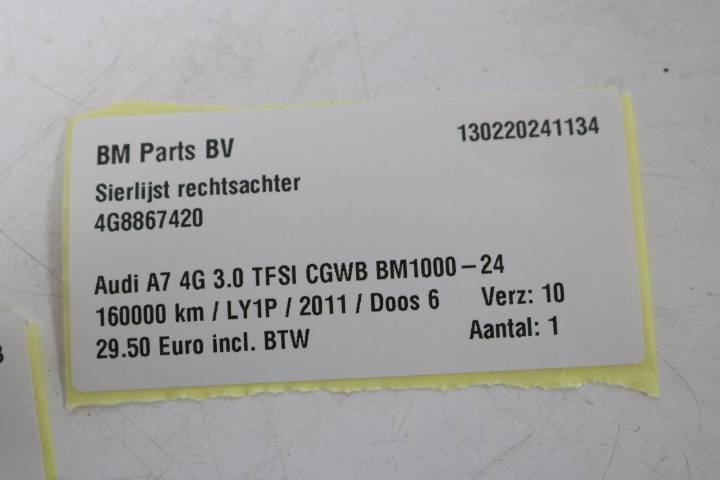 BM Parts BV 130220241134
Sierlijst rechtsachter
4G8867420
Audi A7 4G 3.0 TFSI CGWB BM1000-24
160000 km / LY1P / 2011 / Doos 6 Verz: 10
29.50 Euro incl. BTW Aantal: 1